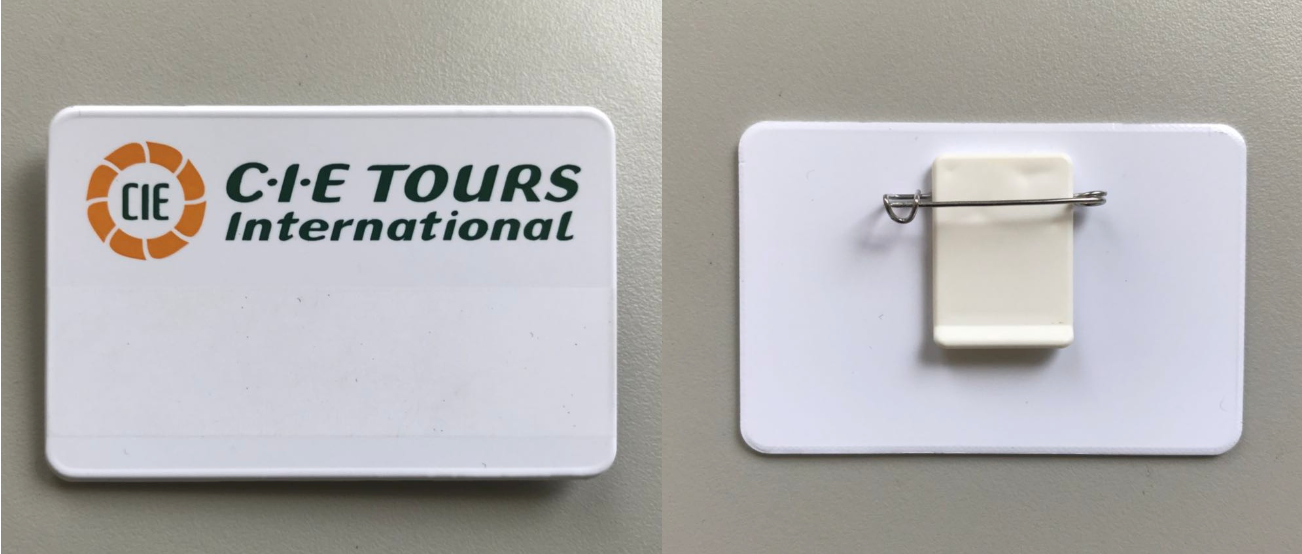 CIE
C·I·E TOURS
International